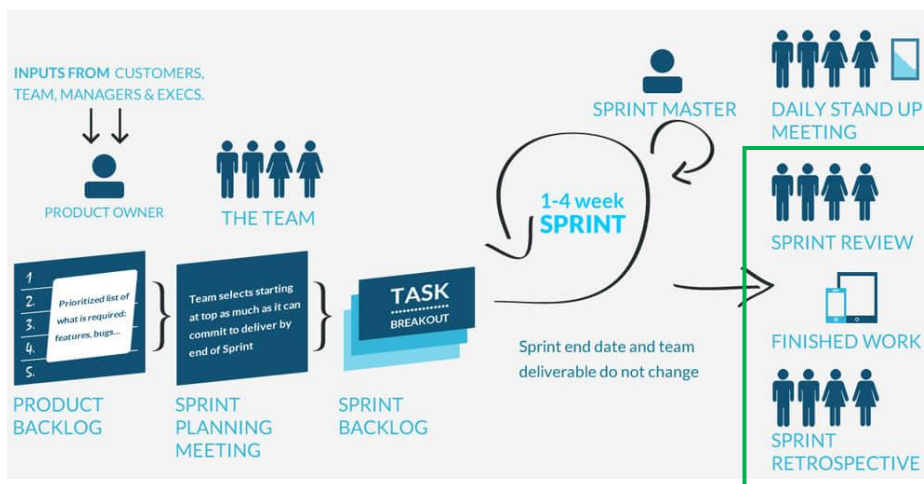 INPUTS FROM CUSTOMERS,
TEAM, MANAGERS & EXECS.
PRODUCT OWNER
THE TEAM
1
2.
3.
4.
5.
Prioritized list of
what is required:
features, bugs...
PRODUCT
BACKLOG
Team selects starting
at top as much as it can
commit to deliver by
end of Sprint
SPRINT
PLANNING
MEETING
TASK
BREAKOUT
SPRINT
BACKLOG
1-4 week
SPRINT
SPRINT MASTER
Sprint end date and team
deliverable do not change
DAILY STAND UP
MEETING
SPRINT REVIEW
FINISHED WORK
SPRINT
RETROSPECTIVE